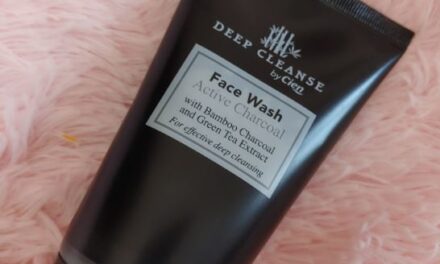 DEEP CLEANSE
by Cien
Face Wash
Active Charcoal
with Bamboo Charcoal
and Green Tea Extract
For effective deep cleansing